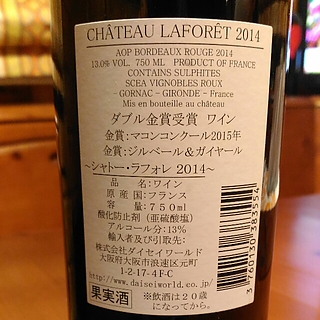 CHÂTEAU LAFORÊT 2014
AOP BORDEAUX ROUGE 2014
13.0% VOL. 750 ML PRODUCT OF FRANCE
CONTAINS SULPHITES
SCEA VIGNOBLES ROUX
- GORNAC - GIRONDE - France
Mis en bouteille au château
ダブル金賞受賞 ワイン
金賞:マコンコンクール2015年
金賞:ジルベール&ガイヤール
~シャトー・ラフォレ 2014~
品名:ワイン
原産国:フランス
容量:750ml
酸化防止剤(亜硫酸塩)
アルコール分:13%
輸入者及び引取先:
株式会社ダイセイワールド
大阪府大阪市浪速区元町
1-2-17-4F-C
http://www.daiseiworld.co.jp/
果実酒
※飲酒は20歳
になってから。
3 760130 383554